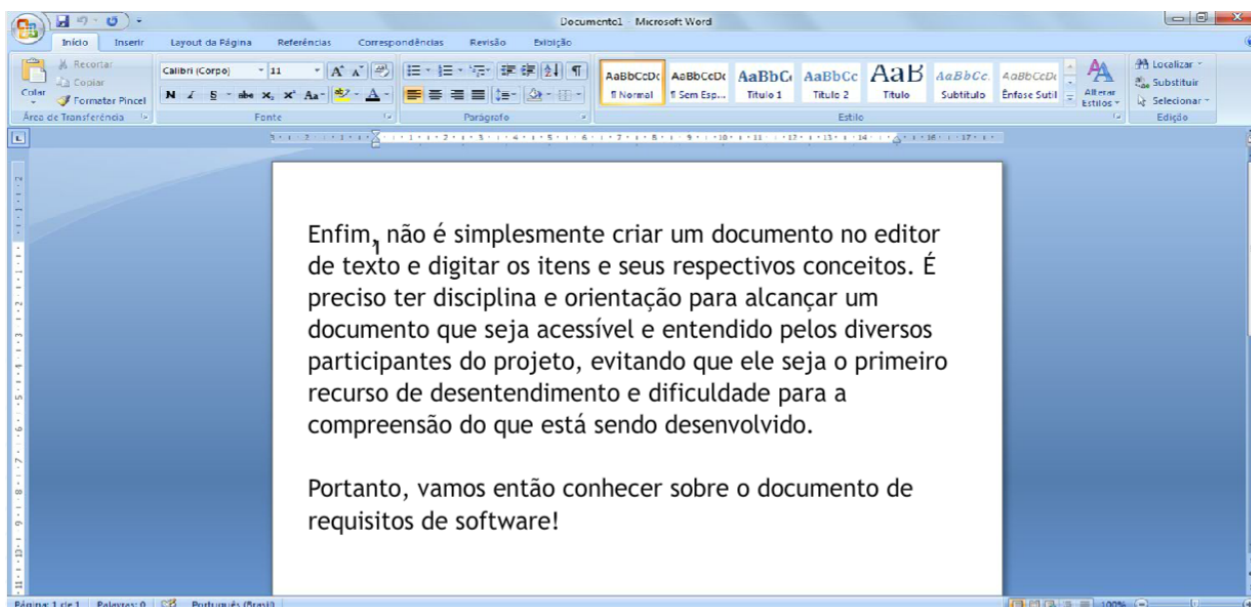 Documento1 - Microsoft Word
Início Inserir Layout da Página Referências Correspondências Revisão Exibição
Recortar
Copiar
Formatar Pincel
Colar
Área de Transferência
Calibri (Corpo) 11
N I S abe X₂ X² Aa A
Fonte
Parágrafo
AaBbCcDc AaBbCcDc AaBbC AaBbCc AaB AaBbCc. AaBbCcDc
¶ Normal ¶ Sem Esp... Título 1 Título 2 Título Subtítulo Ênfase Sutil
Alterar Estilos
Estilo
Localizar
Substituir
Selecionar
Edição
Enfim, não é simplesmente criar um documento no editor
de texto e digitar os itens e seus respectivos conceitos. É
preciso ter disciplina e orientação para alcançar um
documento que seja acessível e entendido pelos diversos
participantes do projeto, evitando que ele seja o primeiro
recurso de desentendimento e dificuldade para a
compreensão do que está sendo desenvolvido.
Portanto, vamos então conhecer sobre o documento de
requisitos de software!
Página: 1 de 1 Palavras: 0 Português (Brasil) 100%